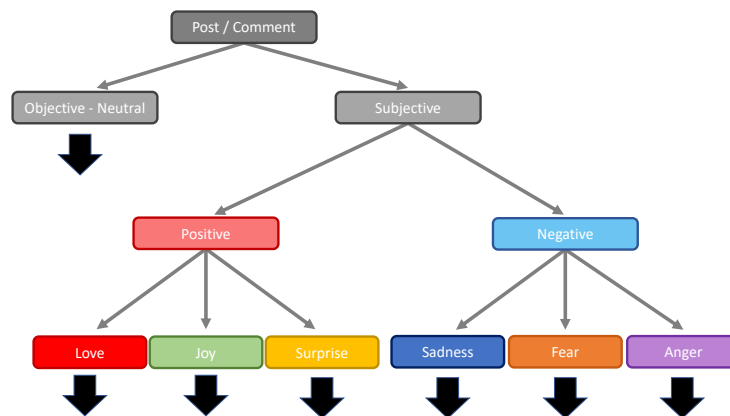 Post / Comment
Objective - Neutral
Subjective
Positive
Negative
Love
Joy
Surprise
Sadness
Fear
Anger